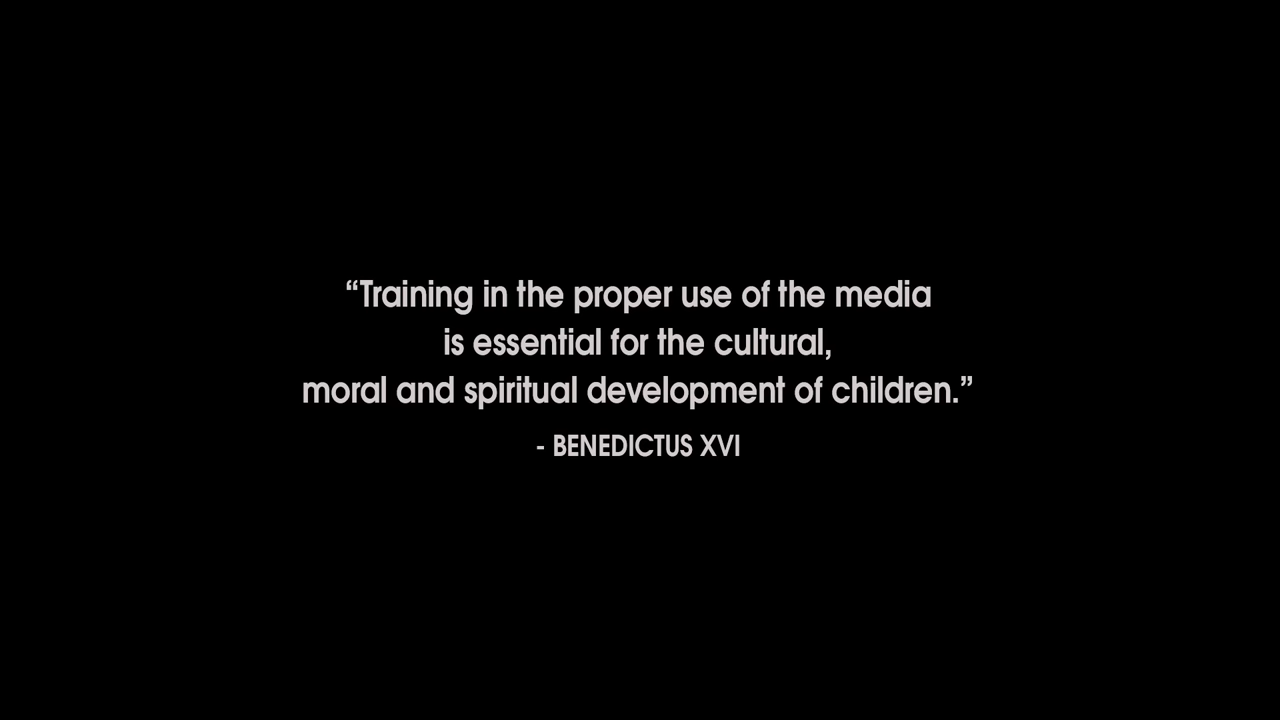 “Training in the proper use of the media
is essential for the cultural,
moral and spiritual development of children.”
- BENEDICTUS XVI